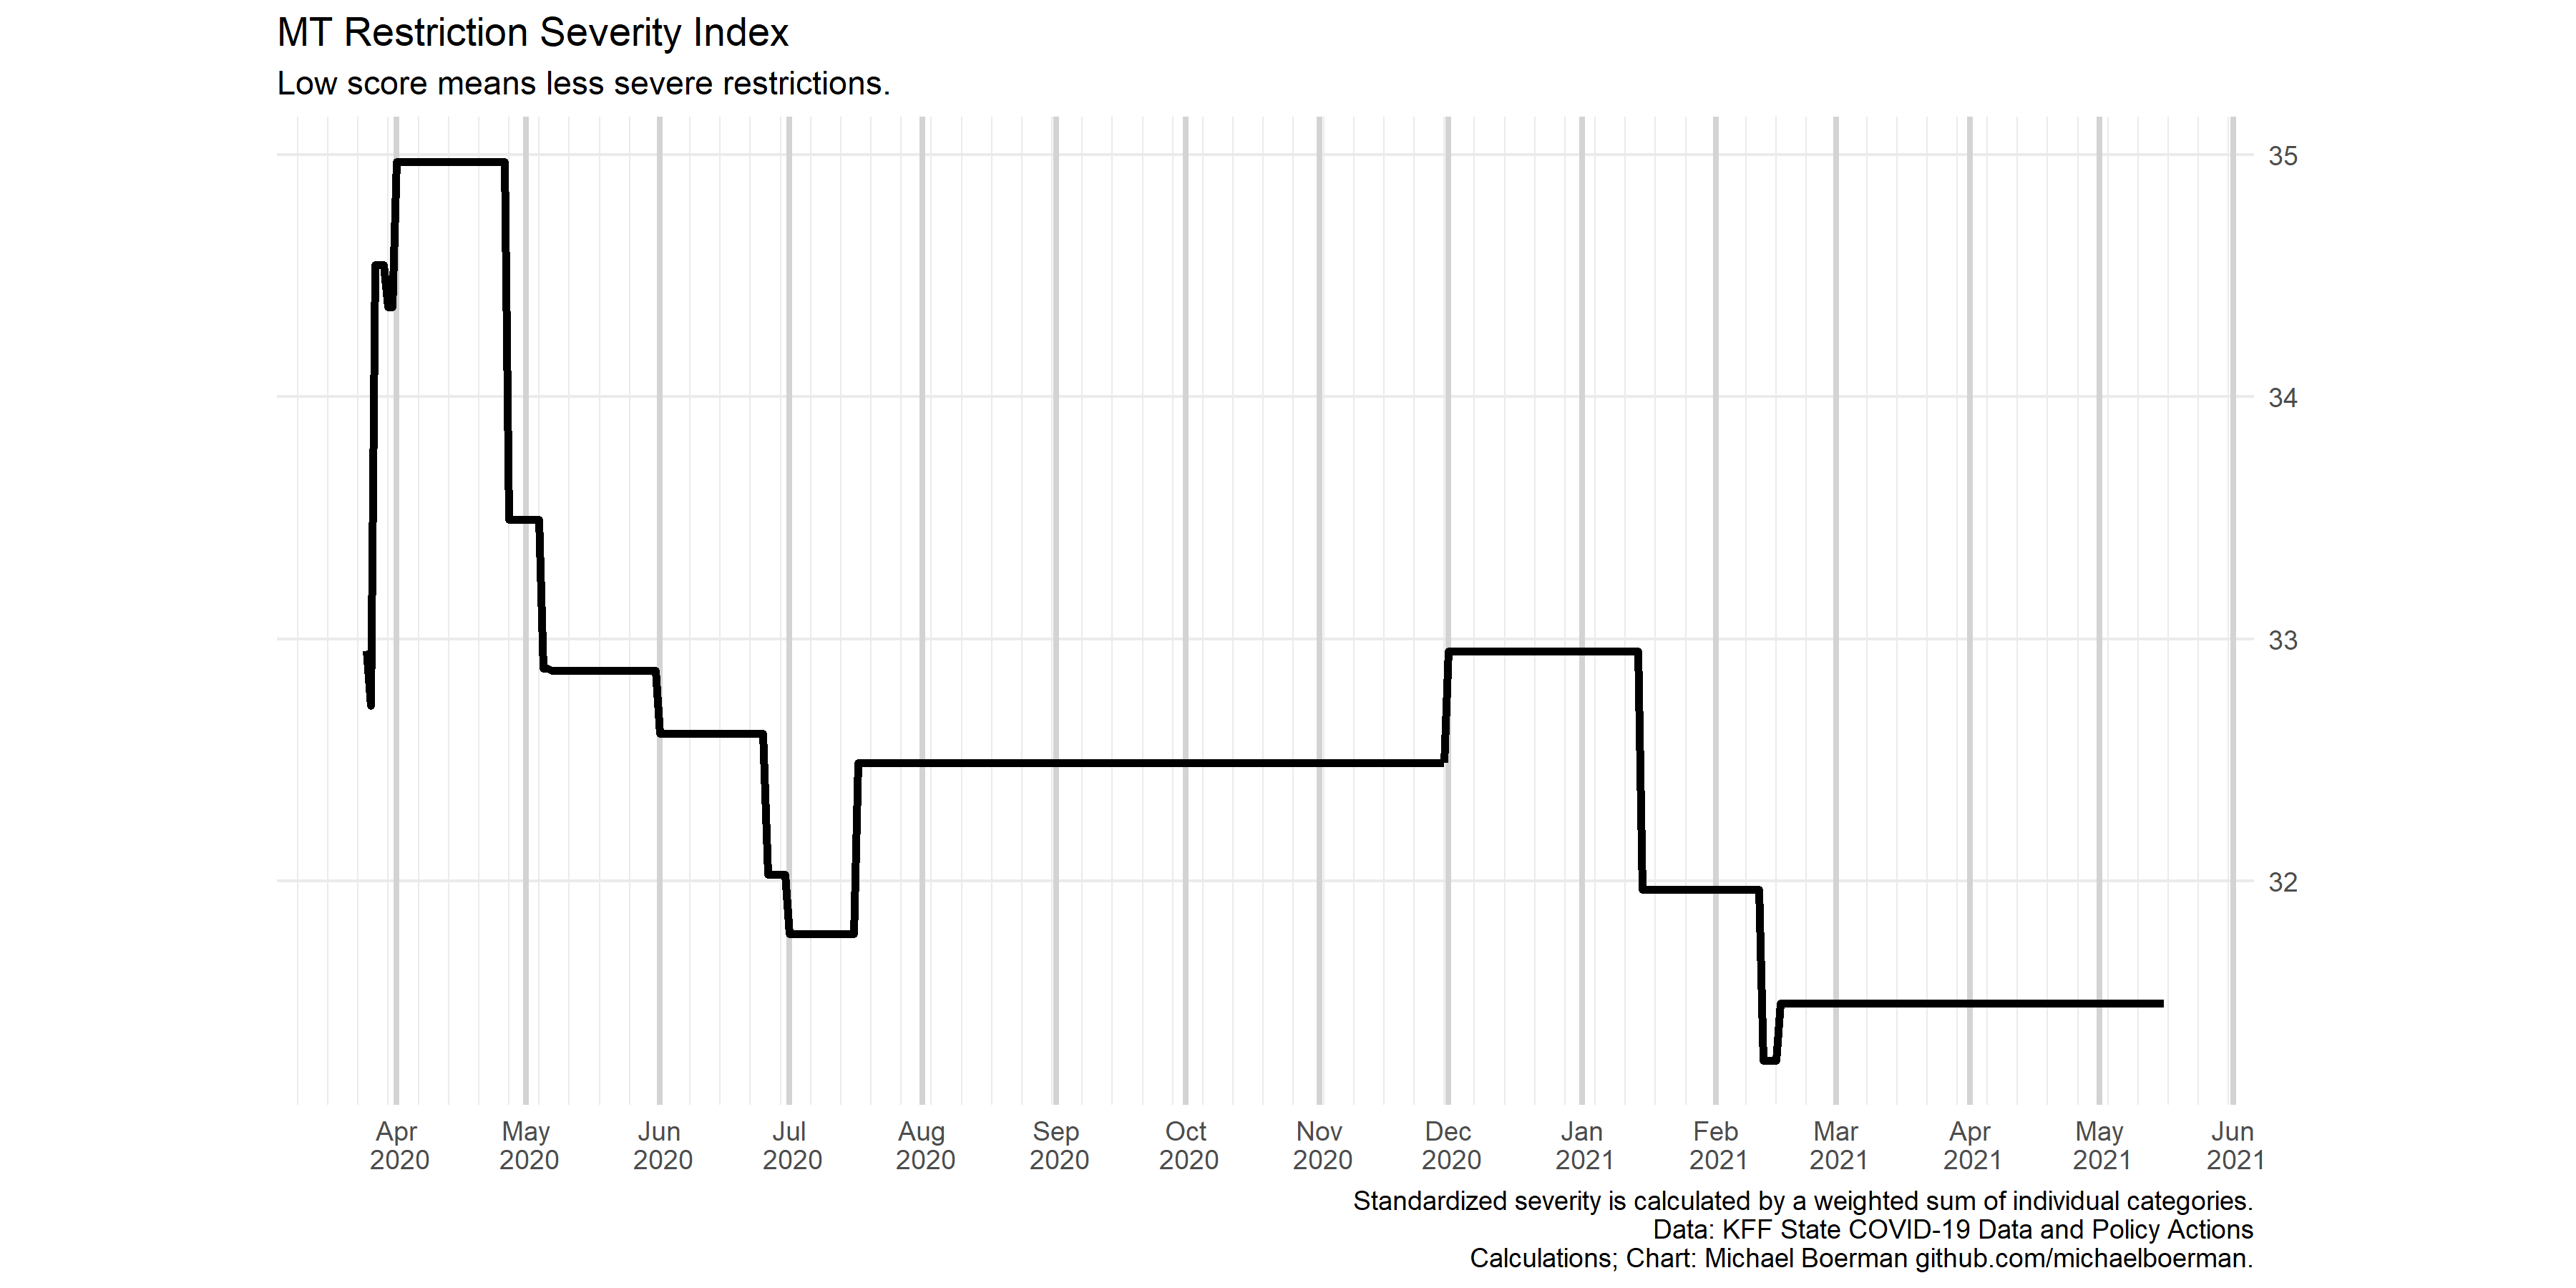 MT Restriction Severity Index
Low score means less severe restrictions.
35
34
33
32
Apr 2020
May 2020
Jun 2020
Jul 2020
Aug 2020
Sep 2020
Oct 2020
Nov 2020
Dec 2020
Jan 2021
Feb 2021
Mar 2021
Apr 2021
May 2021
Jun 2021
Standardized severity is calculated by a weighted sum of individual categories.
Data: KFF State COVID-19 Data and Policy Actions
Calculations; Chart: Michael Boerman github.com/michaelboerman.